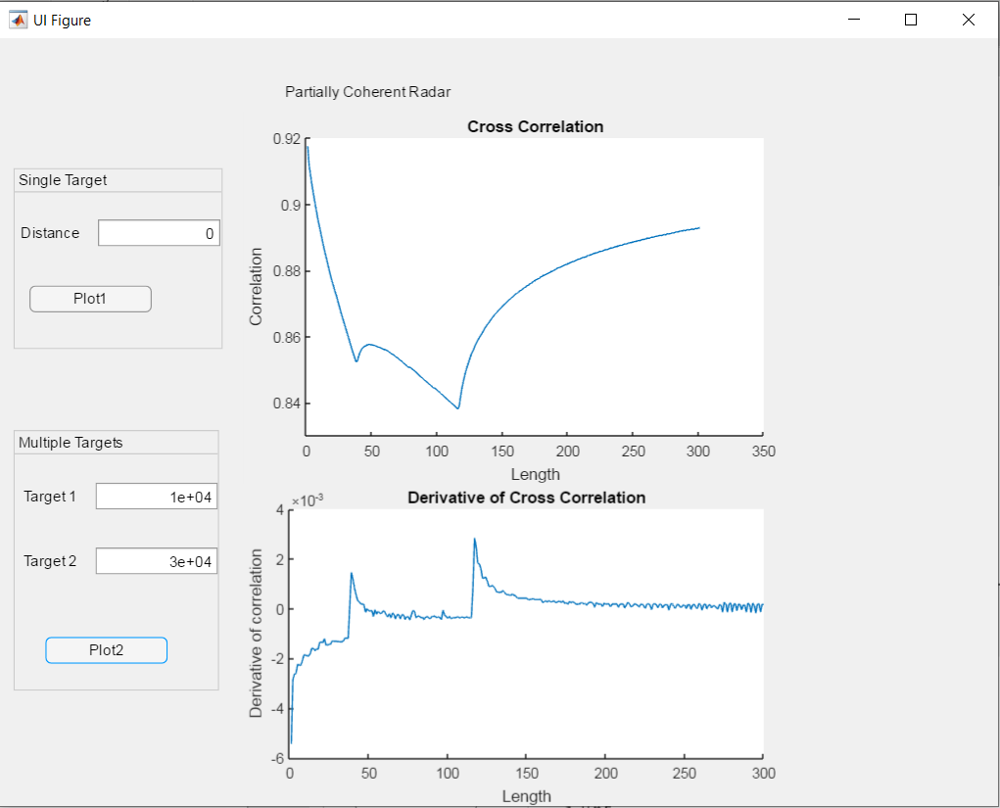 UI Figure
Partially Coherent Radar
Single Target
Distance 0
Plot1
Multiple Targets
Target 1 1e+04
Target 2 3e+04
Plot2
Cross Correlation
0.92
0.9
0.88
0.86
0.84
Correlation
0 50 100 150 200 250 300 350
Length
Derivative of Cross Correlation
×10-3
4
2
0
-2
-4
-6
Derivative of correlation
0 50 100 150 200 250 300
Length